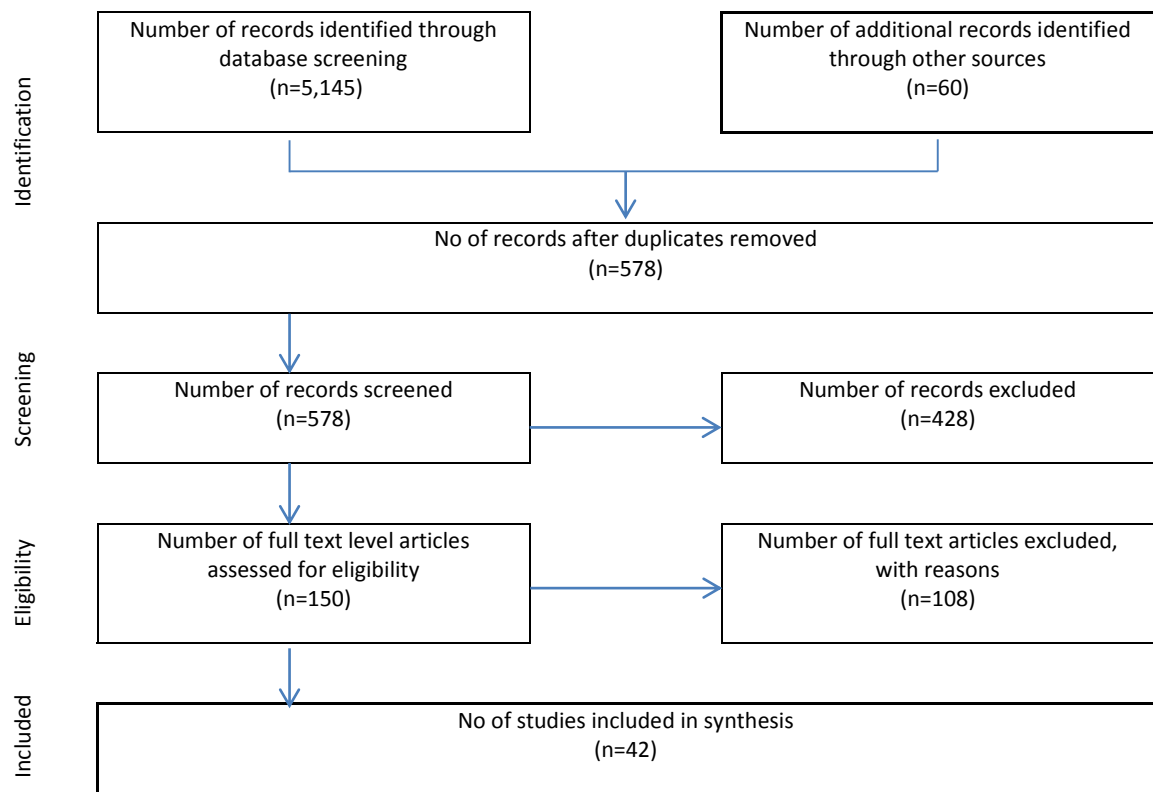 Identification
Number of records identified through
database screening
(n=5,145)
Number of additional records identified
through other sources
(n=60)
No of records after duplicates removed
(n=578)
Screening
Number of records screened
(n=578)
Number of records excluded
(n=428)
Eligibility
Number of full text level articles
assessed for eligibility
(n=150)
Number of full text articles excluded,
with reasons
(n=108)
Included
No of studies included in synthesis
(n=42)